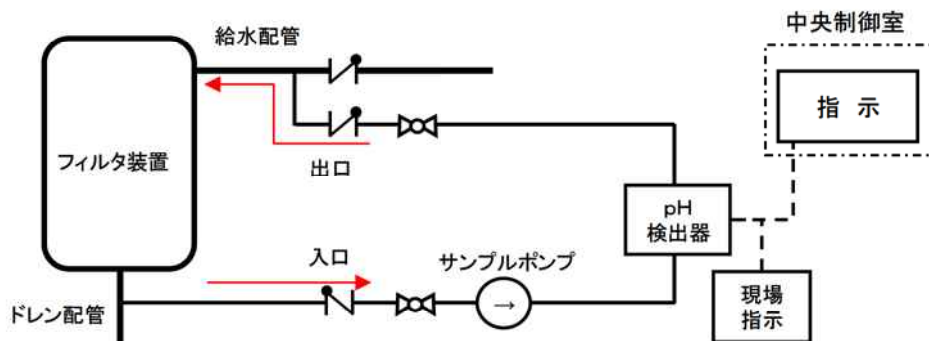 中央制御室
給水配管
指 示
フィルタ装置
出口
pH
検出器
入口
サンプルポンプ
→
現場
指示
ドレン配管